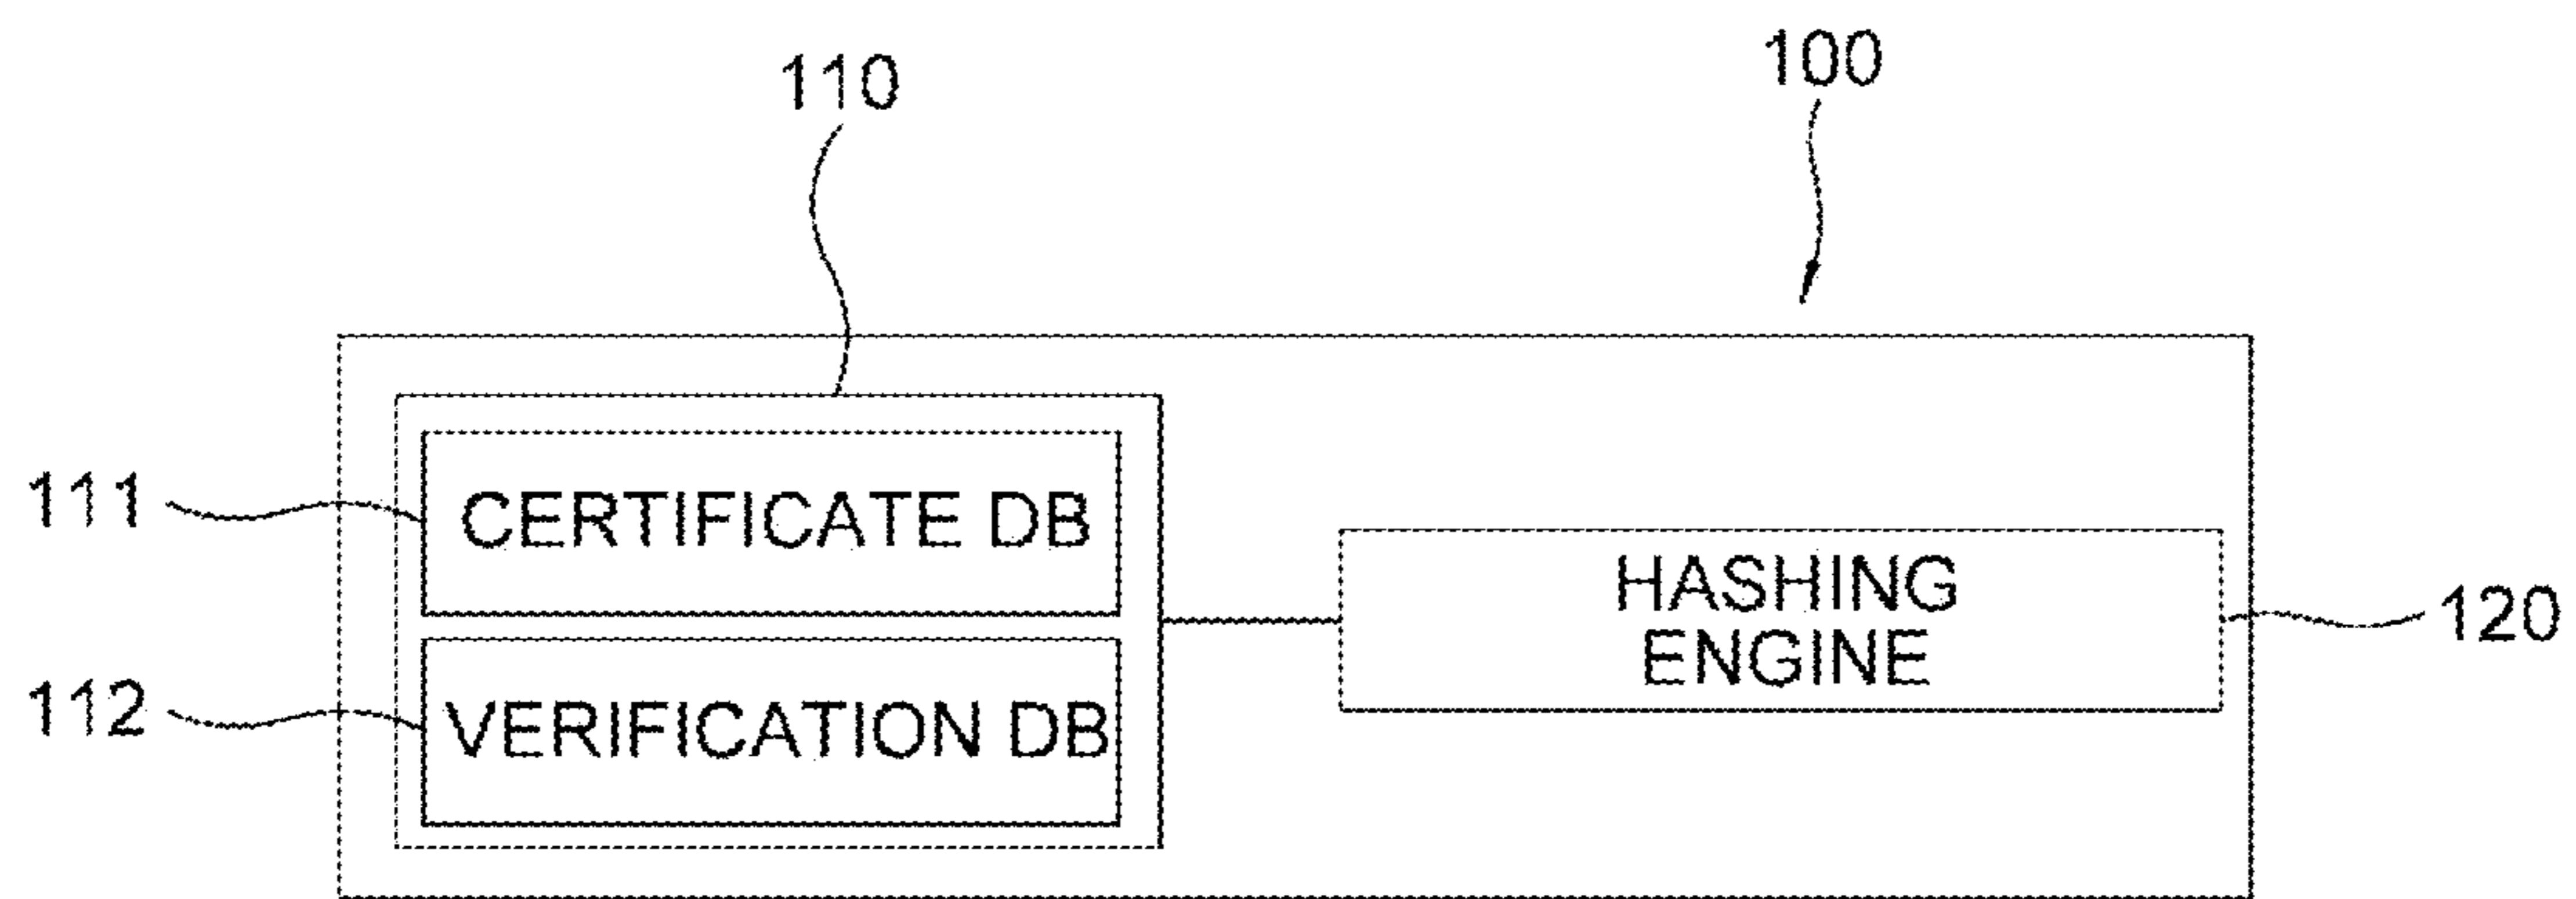 100
110
111
CERTIFICATE DB
HASHING
ENGINE
120
112
VERIFICATION DB